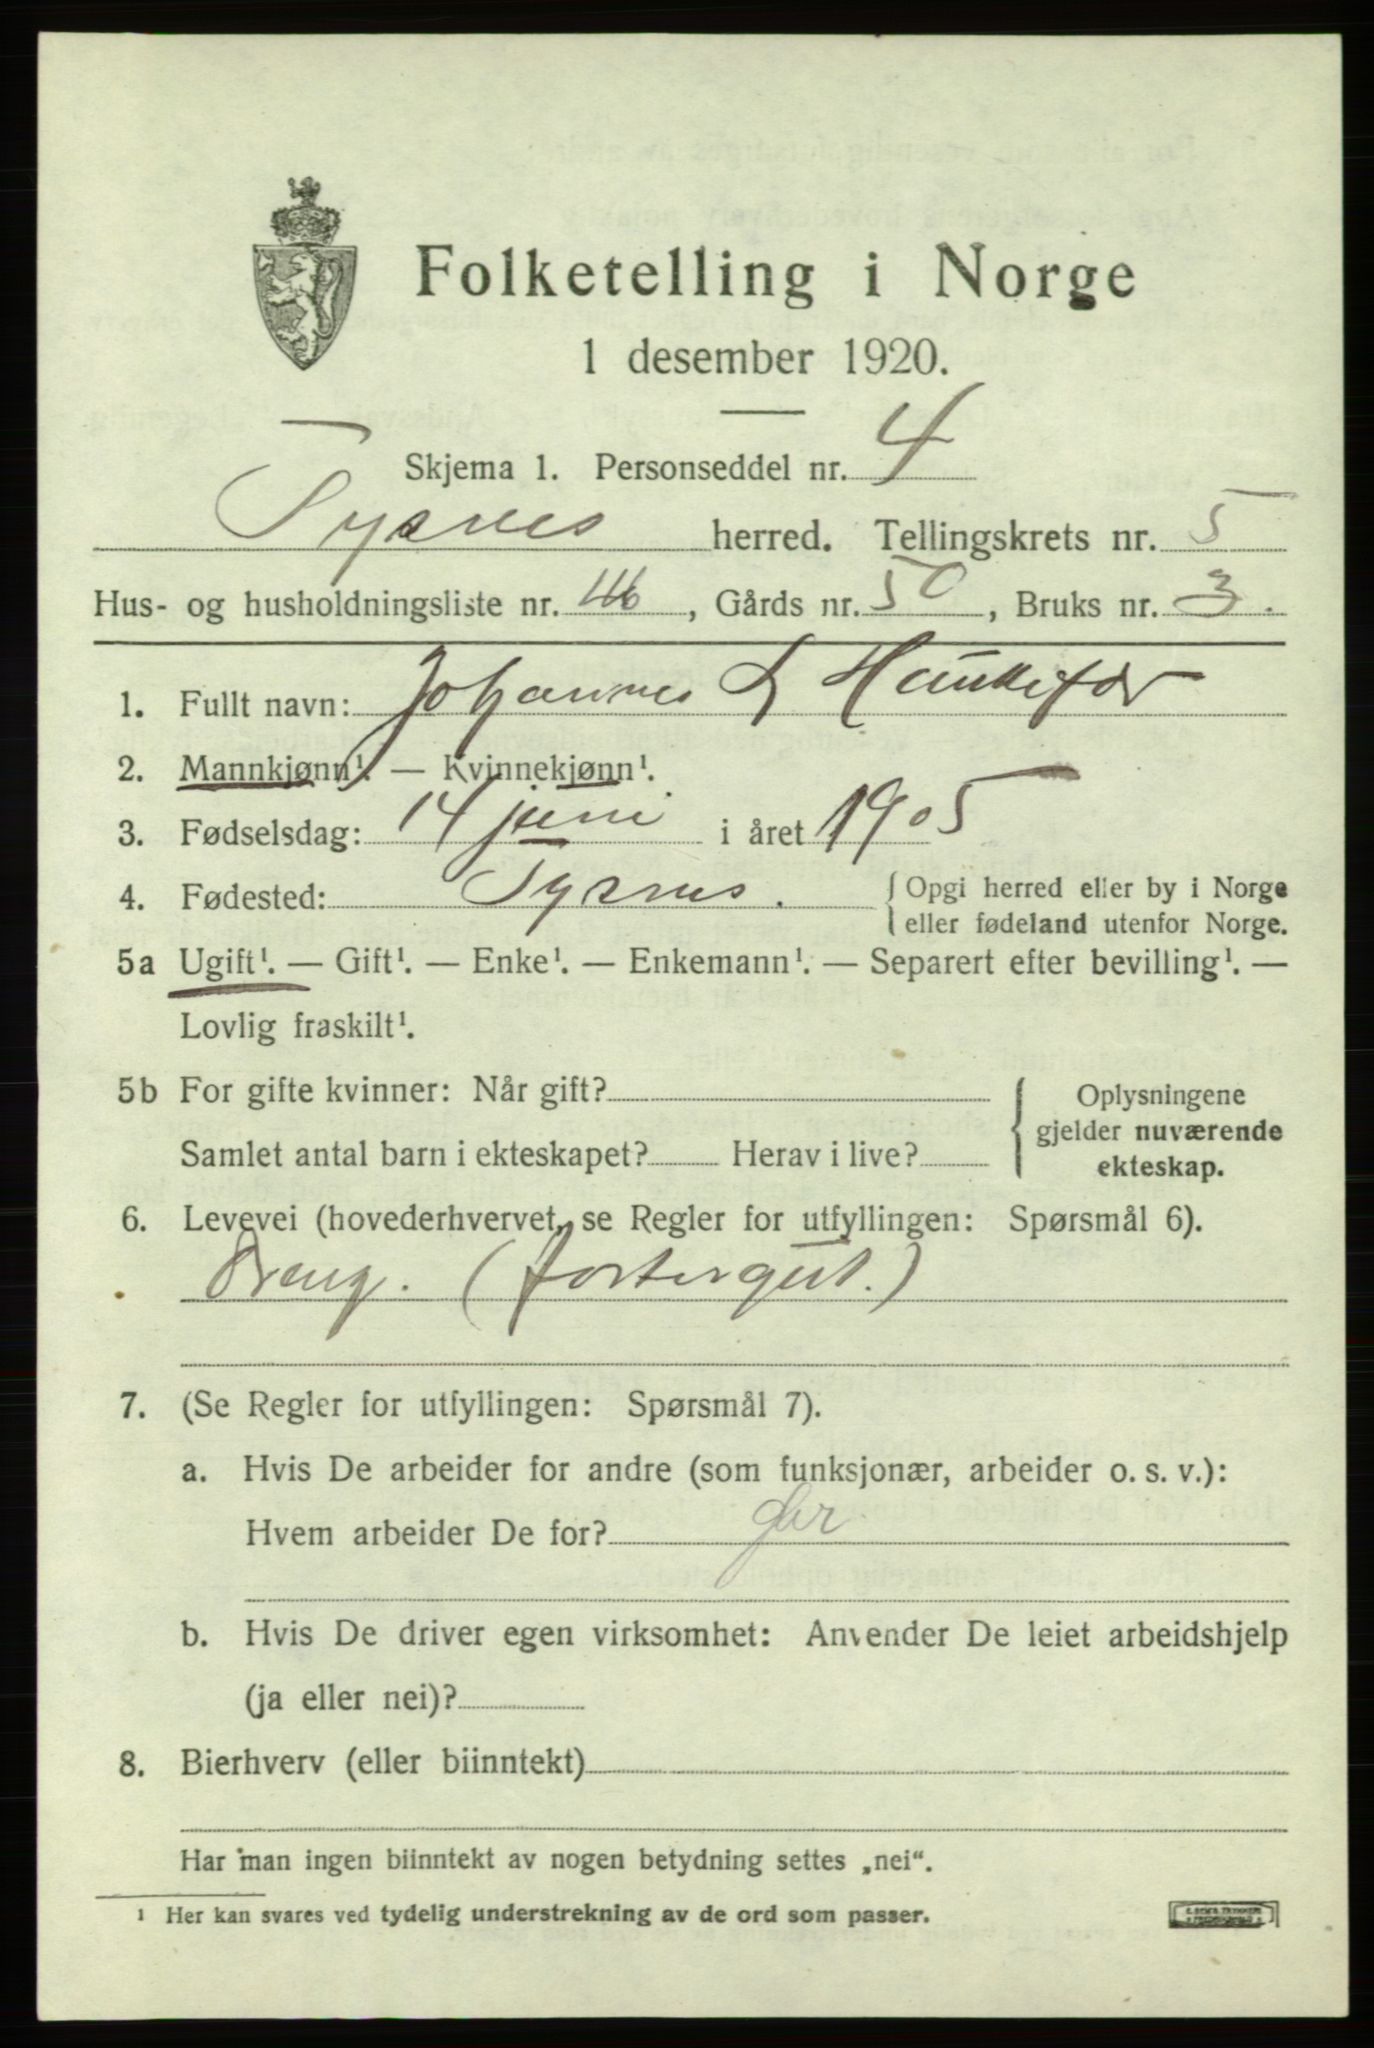 Folketelling i Norge
1 desember 1920.
Skjema 1. Personseddel nr. 4
Tysnes herred. Tellingskrets nr. 5
Hus- og husholdningsliste nr. 46, Gårds nr. 50, Bruks nr. 3.
1. Fullt navn: Johannes L
2. Mannkjønn¹. — Kvinnekjønn¹.
3. Fødselsdag: 14 juni i året 1905
4. Fødested: Tysnes. { Opgi herred eller by i Norge
eller fødeland utenfor Norge.
5a Ugift¹. — Gift¹. — Enke¹. — Enkemann¹. — Separert efter bevilling¹. —
Lovlig fraskilt¹.
5b For gifte kvinner: Når gift?
Samlet antal barn i ekteskapet? Herav i live?
{ Oplysningene
gjelder nuværende
ekteskap.
6. Levevei (hovederhvervet, se Regler for utfyllingen: Spørsmål 6).
Dreng. (fostergut.)
7. (Se Regler for utfyllingen: Spørsmål 7).
a. Hvis De arbeider for andre (som funksjonær, arbeider o. s. v.):
Hvem arbeider De for?
b. Hvis De driver egen virksomhet: Anvender De leiet arbeidshjelp
(ja eller nei)?
8. Bierhverv (eller biinntekt)
Har man ingen biinntekt av nogen betydning settes „nei“.
¹ Her kan svares ved tydelig understrekning av de ord som passer.